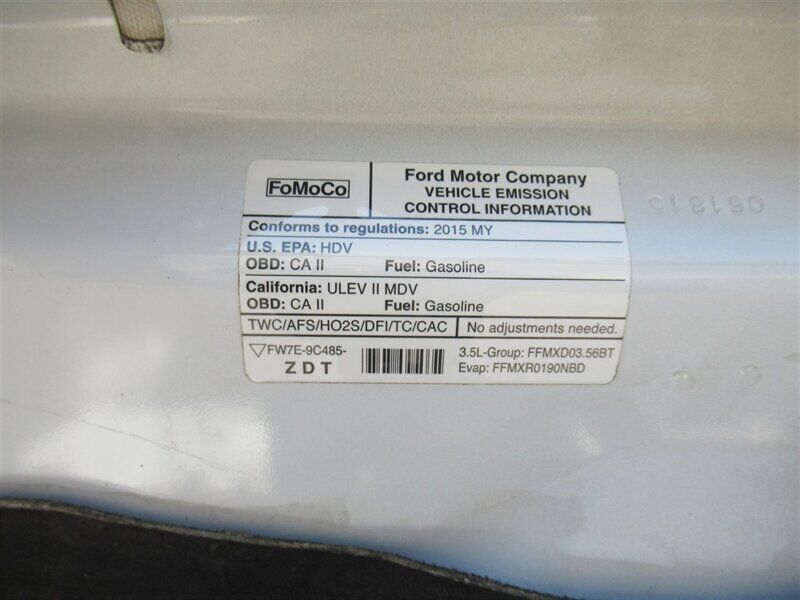 FoMoCo
Ford Motor Company
VEHICLE EMISSION
CONTROL INFORMATION
Conforms to regulations: 2015 MY
U.S. EPA: HDV
OBD: CA II Fuel: Gasoline
California: ULEV II MDV
OBD: CA II Fuel: Gasoline
TWC/AFS/HO2S/DFI/TC/CAC No adjustments needed.
FW7E-9C485-
ZDT
3.5L-Group: FFMXD03.56BT
Evap: FFMXR0190NBD
061815